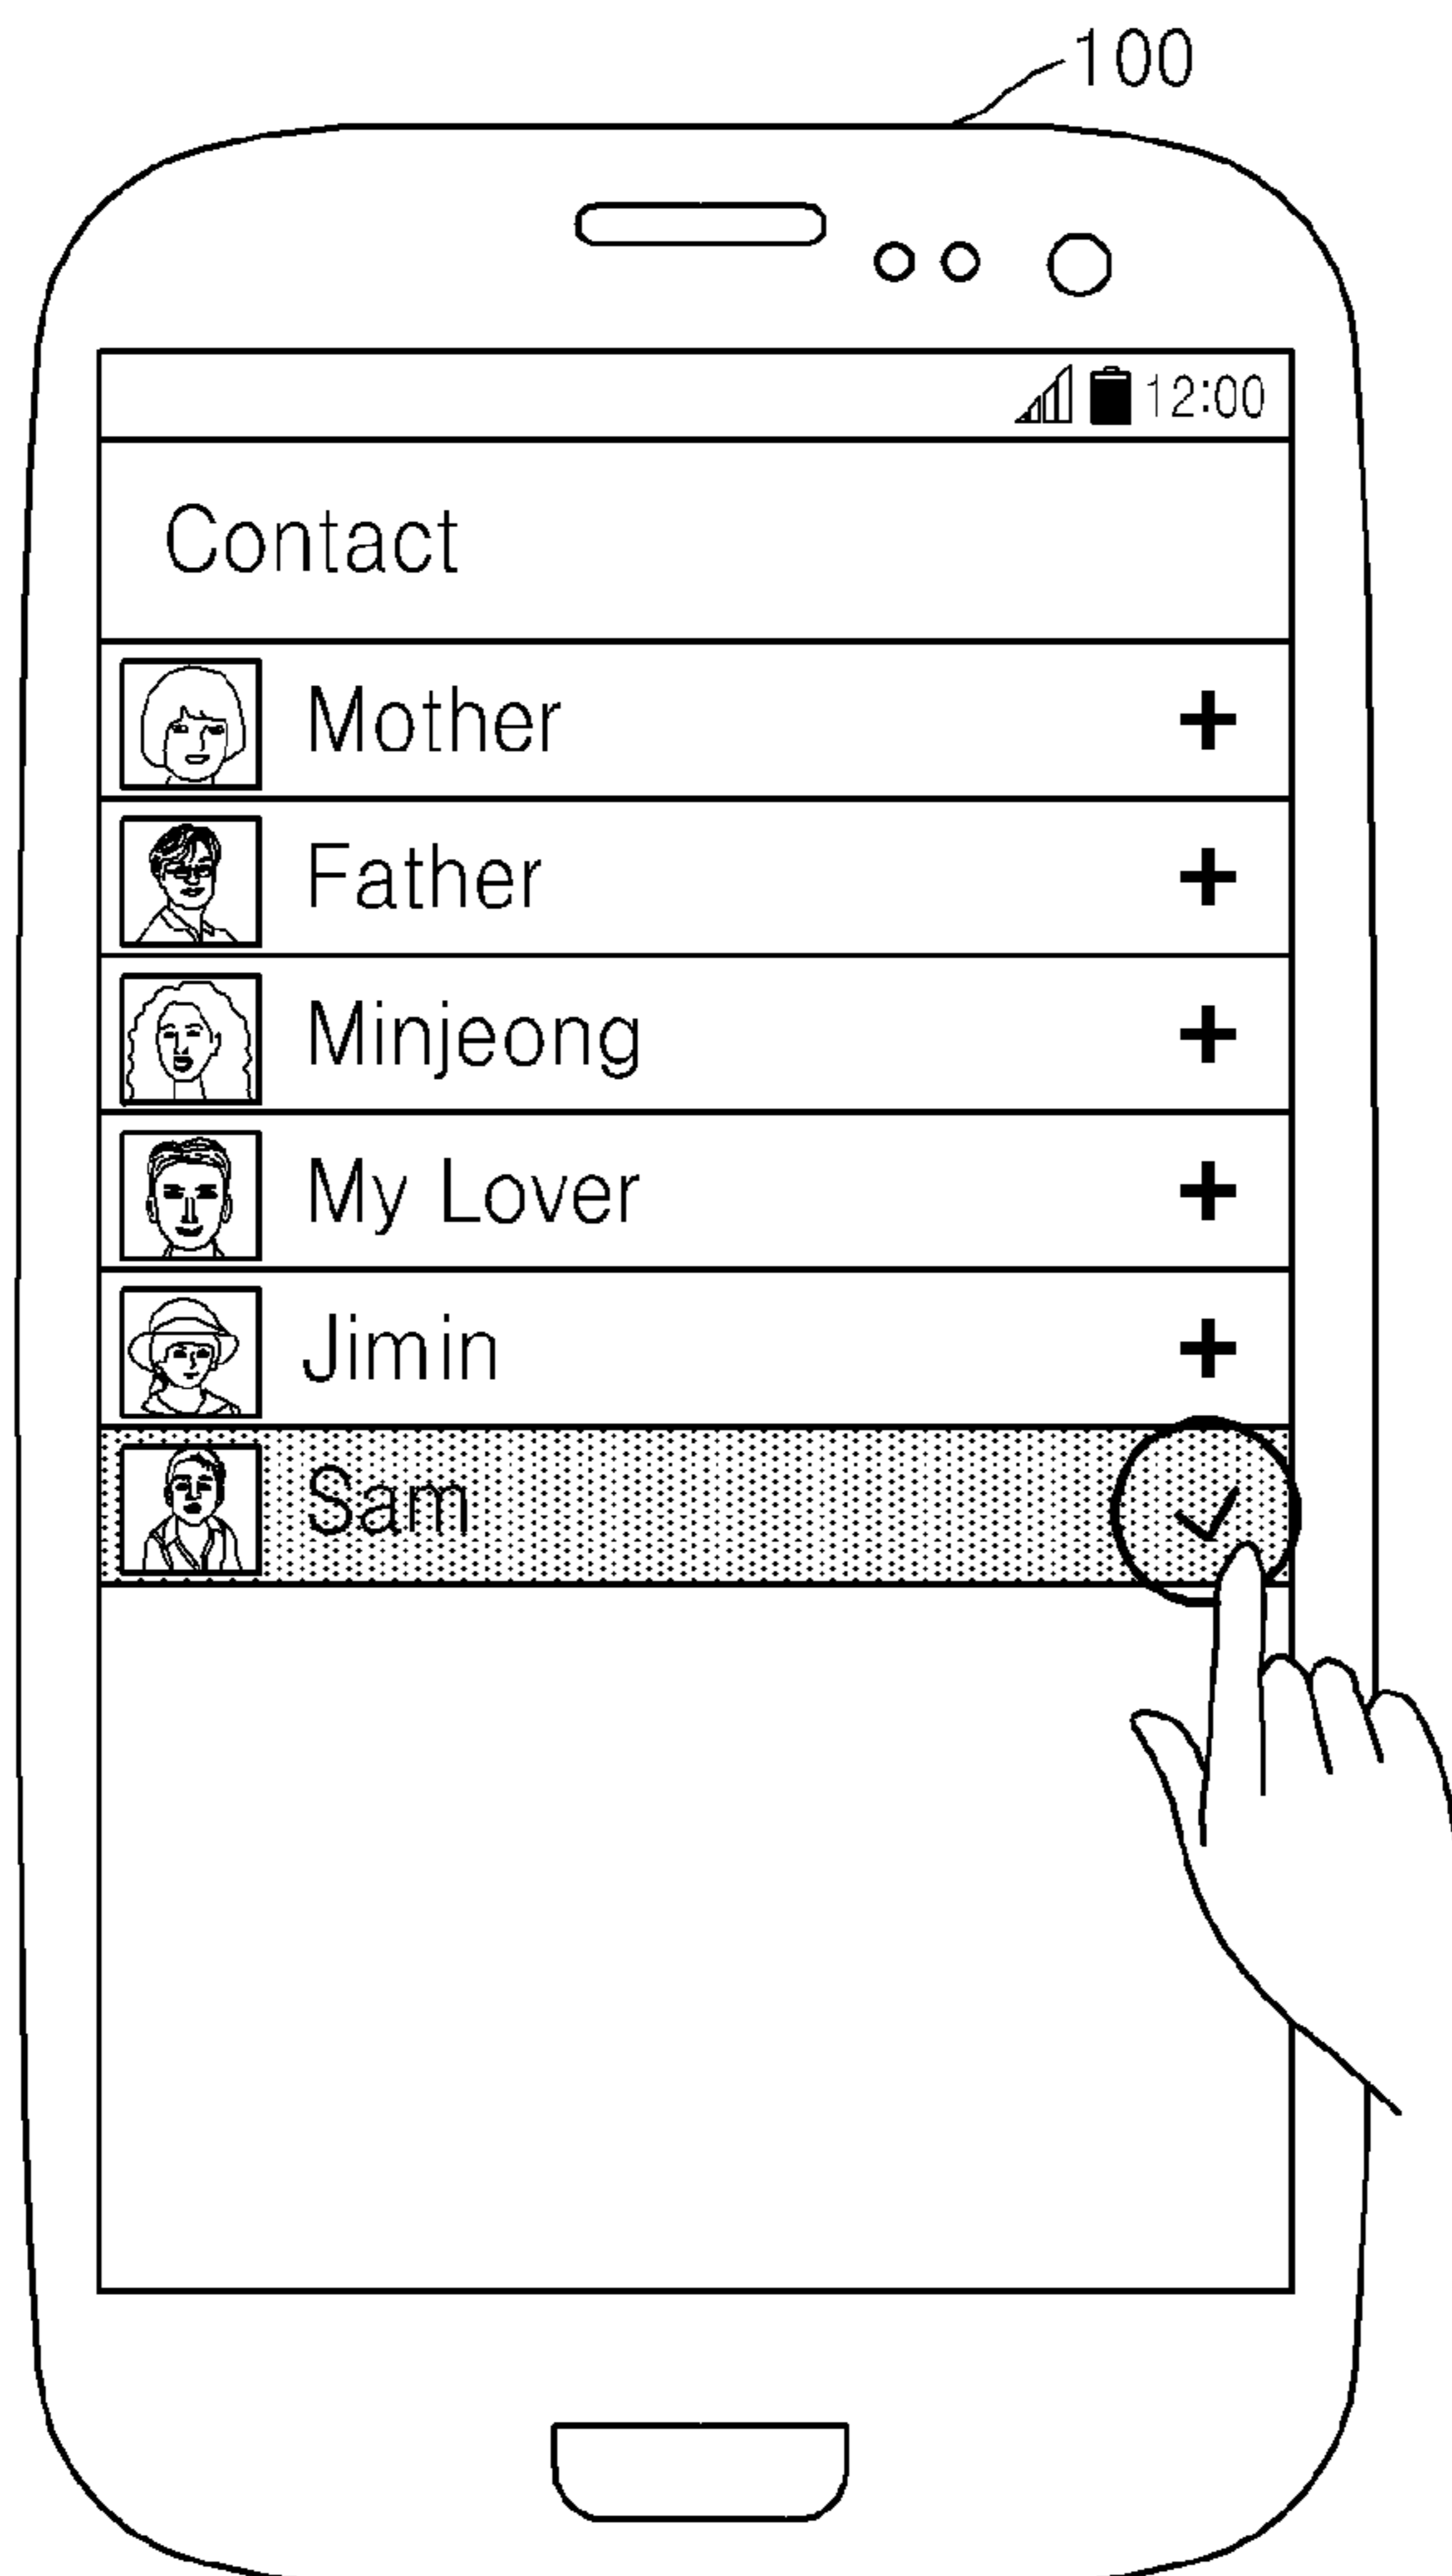 100
12:00
Contact
Mother +
Father +
Minjeong +
My Lover +
Jimin +
Sam ✓